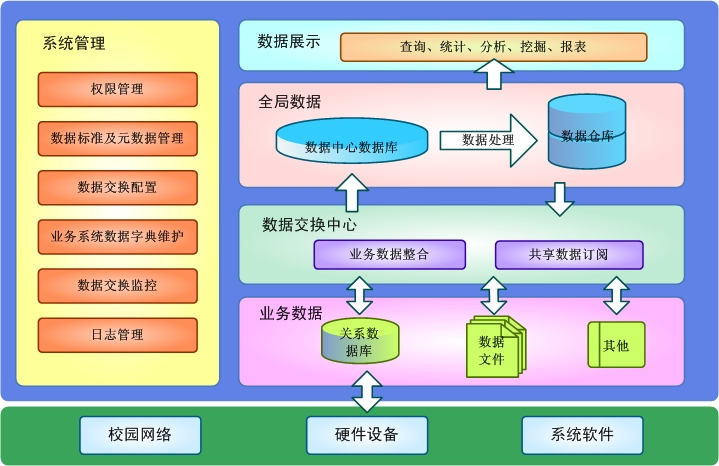 系统管理
权限管理
数据标准及元数据管理
数据交换配置
业务系统数据字典维护
数据交换监控
日志管理
数据展示
查询、统计、分析、挖掘、报表
全局数据
数据中心数据库
数据处理
数据仓库
数据交换中心
业务数据整合
共享数据订阅
业务数据
关系数
据库
数据
文件
其他
校园网络
硬件设备
系统软件